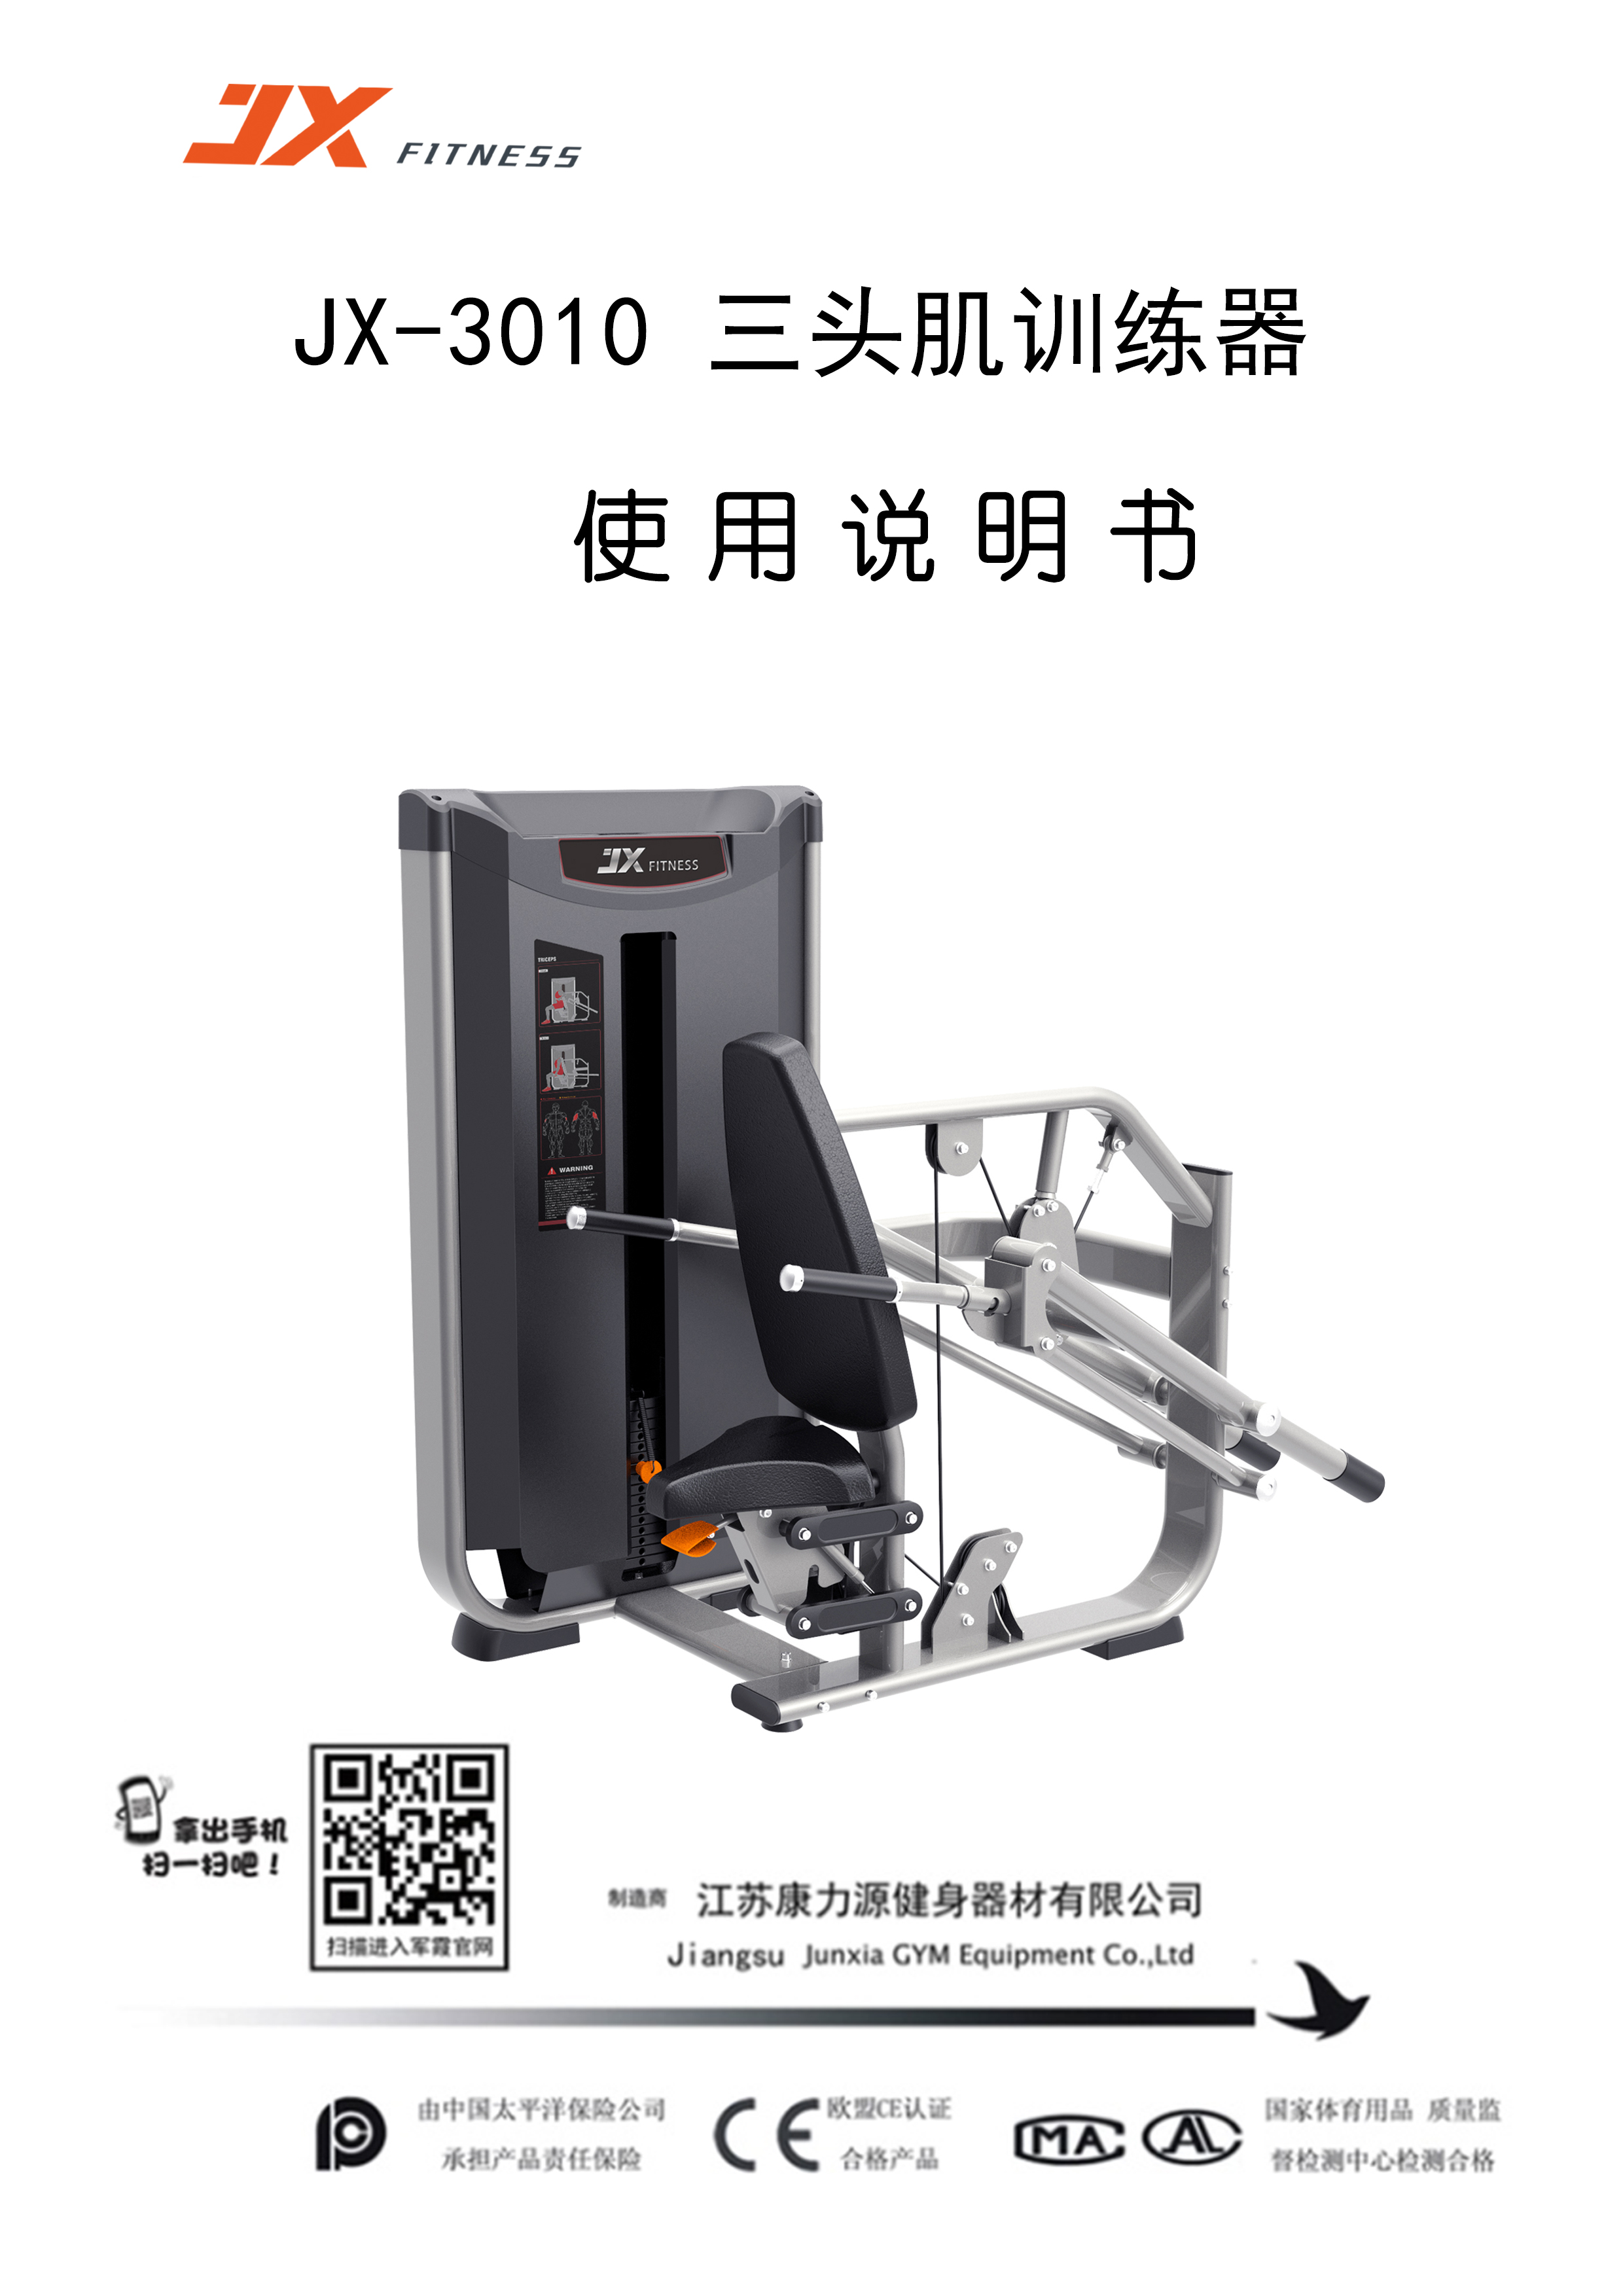 JX FITNESS
JX-3010 三头肌训练器
使用说明书
JX FITNESS
TRICEPS
WARNING
拿出手机
扫一扫吧！
扫描进入军霞官网
制造商 江苏康力源健身器材有限公司
Jiangsu Junxia GYM Equipment Co.,Ltd
由中国太平洋保险公司
承担产品责任保险
CE 欧盟CE认证
合格产品
MA AL 国家体育用品 质量监
督检测中心检测合格